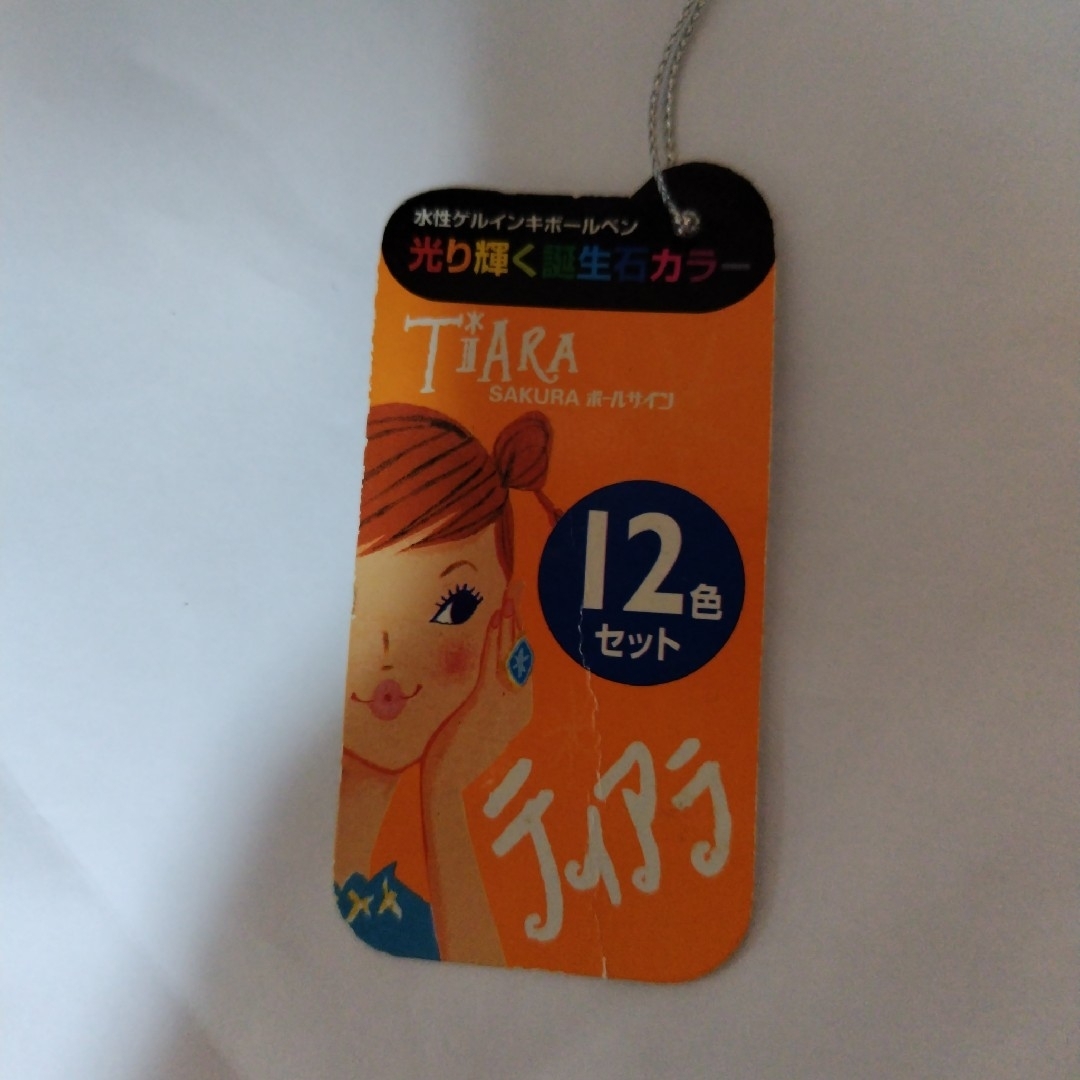 水性ゲルインキボールペン
光り輝く誕生石カラー
TiARA
SAKURA ボールサイン
12色
セット
ティアラ